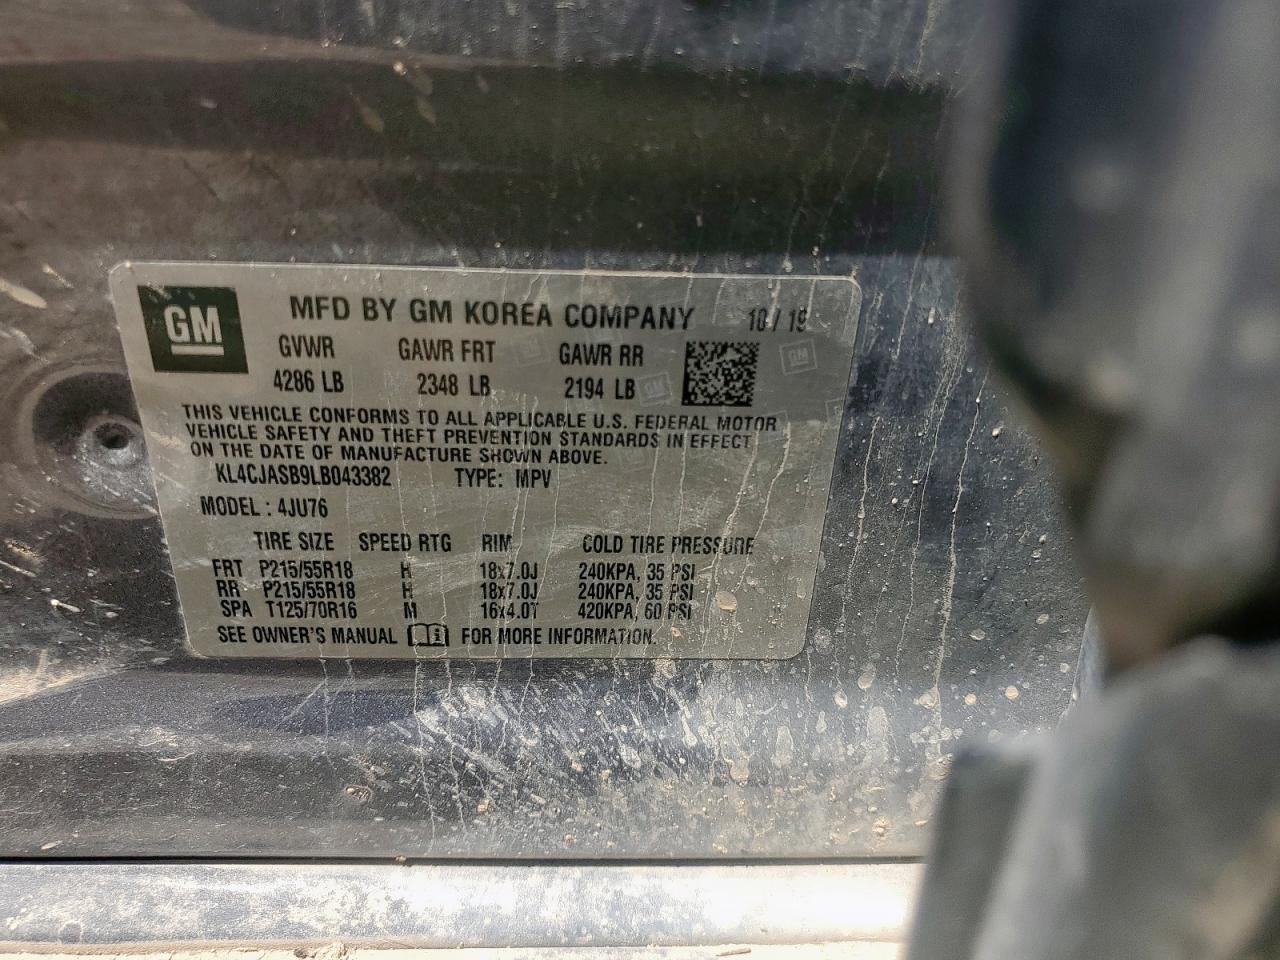 GM MFD BY GM KOREA COMPANY 10 / 19
GVWR GAWR FRT GAWR RR
4286 LB 2348 LB 2194 LB
THIS VEHICLE CONFORMS TO ALL APPLICABLE U.S. FEDERAL MOTOR
VEHICLE SAFETY AND THEFT PREVENTION STANDARDS IN EFFECT
ON THE DATE OF MANUFACTURE SHOWN ABOVE.
KL4CJASB9LB043382 TYPE: MPV
MODEL : 4JU76
TIRE SIZE SPEED RTG RIM COLD TIRE PRESSURE
FRT P215/55R18 H 18x7.0J 240KPA, 35 PSI
RR P215/55R18 H 18x7.0J 240KPA, 35 PSI
SPA T125/70R16 M 16x4.0T 420KPA, 60 PSI
SEE OWNER'S MANUAL FOR MORE INFORMATION.